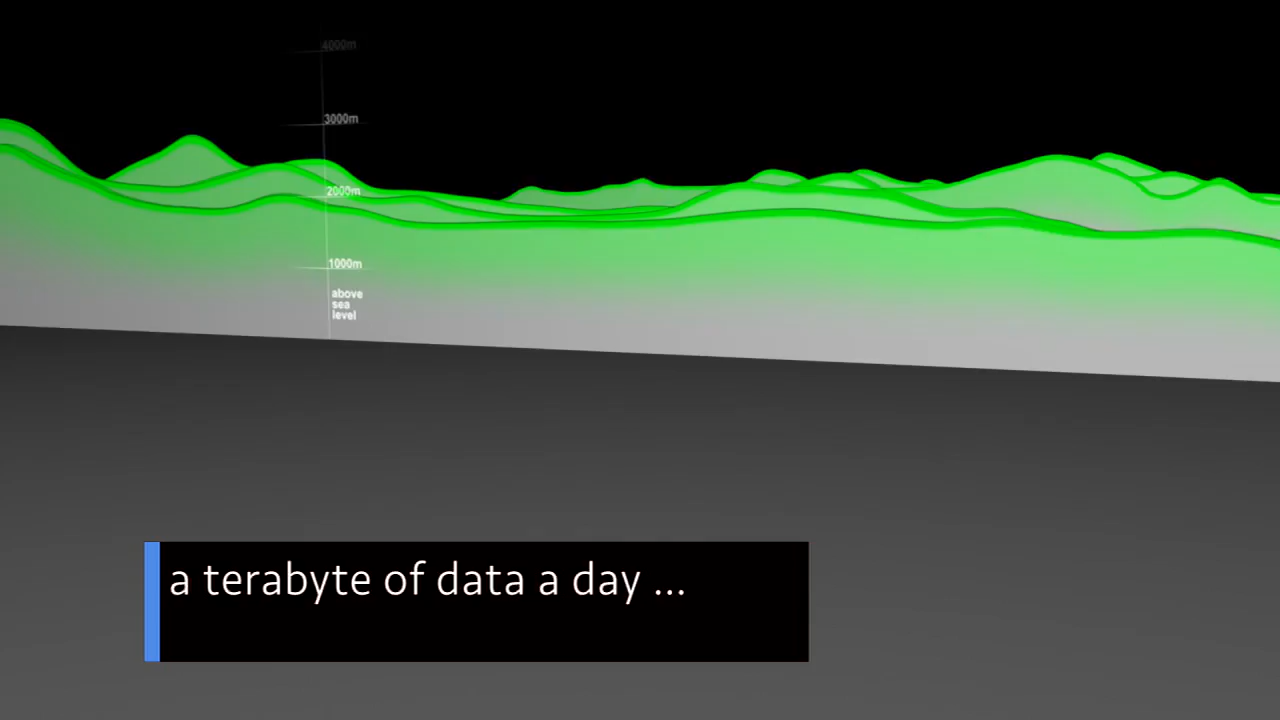 4000m
3000m
2000m
1000m
above
sea
level
a terabyte of data a day ...